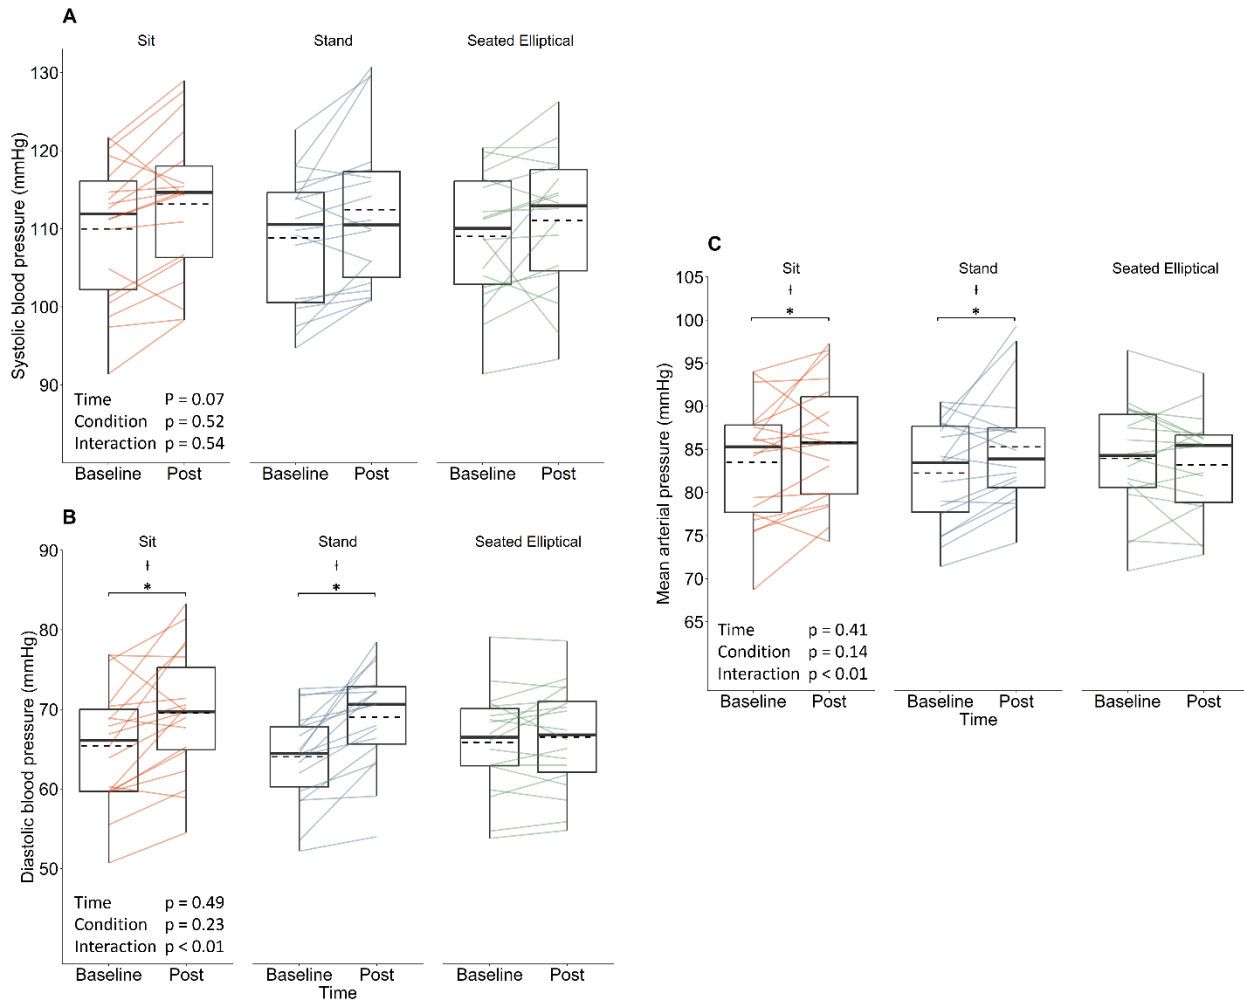 A
Sit Stand Seated Elliptical
Systolic blood pressure (mmHg)
130
120
110
100
90
Time P = 0.07
Condition p = 0.52
Interaction p = 0.54
Baseline Post Baseline Post Baseline Post
B
Sit Stand Seated Elliptical
ƚ ƚ
* *
Diastolic blood pressure (mmHg)
90
80
70
60
50
Time p = 0.49
Condition p = 0.23
Interaction p < 0.01
Baseline Post Baseline Post Baseline Post
Time
C
Sit Stand Seated Elliptical
ƚ ƚ
* *
Mean arterial pressure (mmHg)
105
100
95
90
85
80
75
70
65
Time p = 0.41
Condition p = 0.14
Interaction p < 0.01
Baseline Post Baseline Post Baseline Post
Time